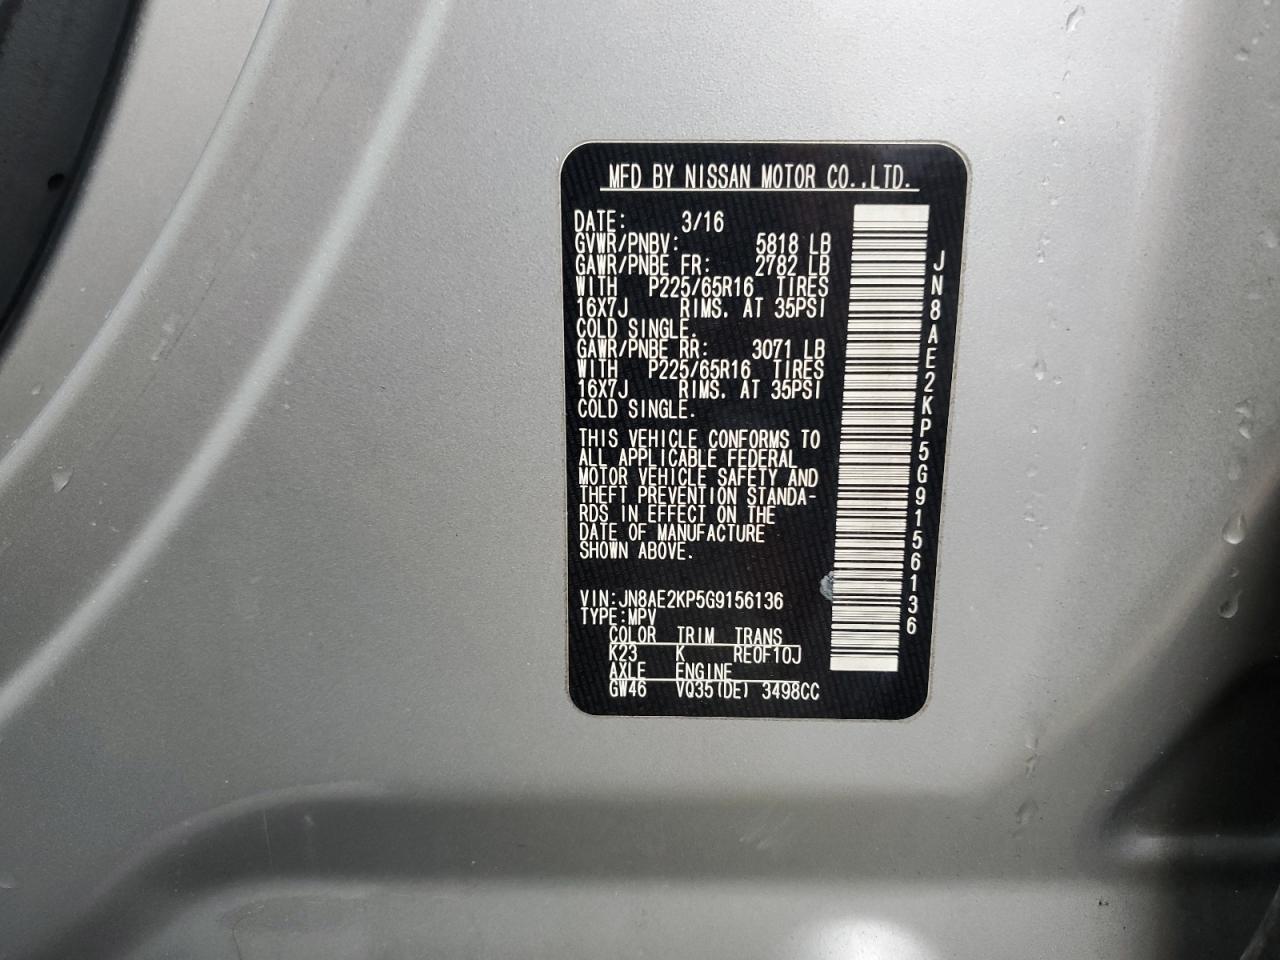 MFD BY NISSAN MOTOR CO.,LTD.
DATE: 3/16
GVWR/PNBV: 5818 LB
GAWR/PNBE FR: 2782 LB
WITH P225/65R16 TIRES
16X7J RIMS. AT 35PSI
COLD SINGLE.
GAWR/PNBE RR: 3071 LB
WITH P225/65R16 TIRES
16X7J RIMS. AT 35PSI
COLD SINGLE.
THIS VEHICLE CONFORMS TO
ALL APPLICABLE FEDERAL
MOTOR VEHICLE SAFETY AND
THEFT PREVENTION STANDA-
RDS IN EFFECT ON THE
DATE OF MANUFACTURE
SHOWN ABOVE.
VIN:JN8AE2KP5G9156136
TYPE:MPV
COLOR TRIM TRANS
K23 K RE0F10J
AXLE ENGINE
GW46 VQ35(DE) 3498CC
JN8AE2KP5G9156136